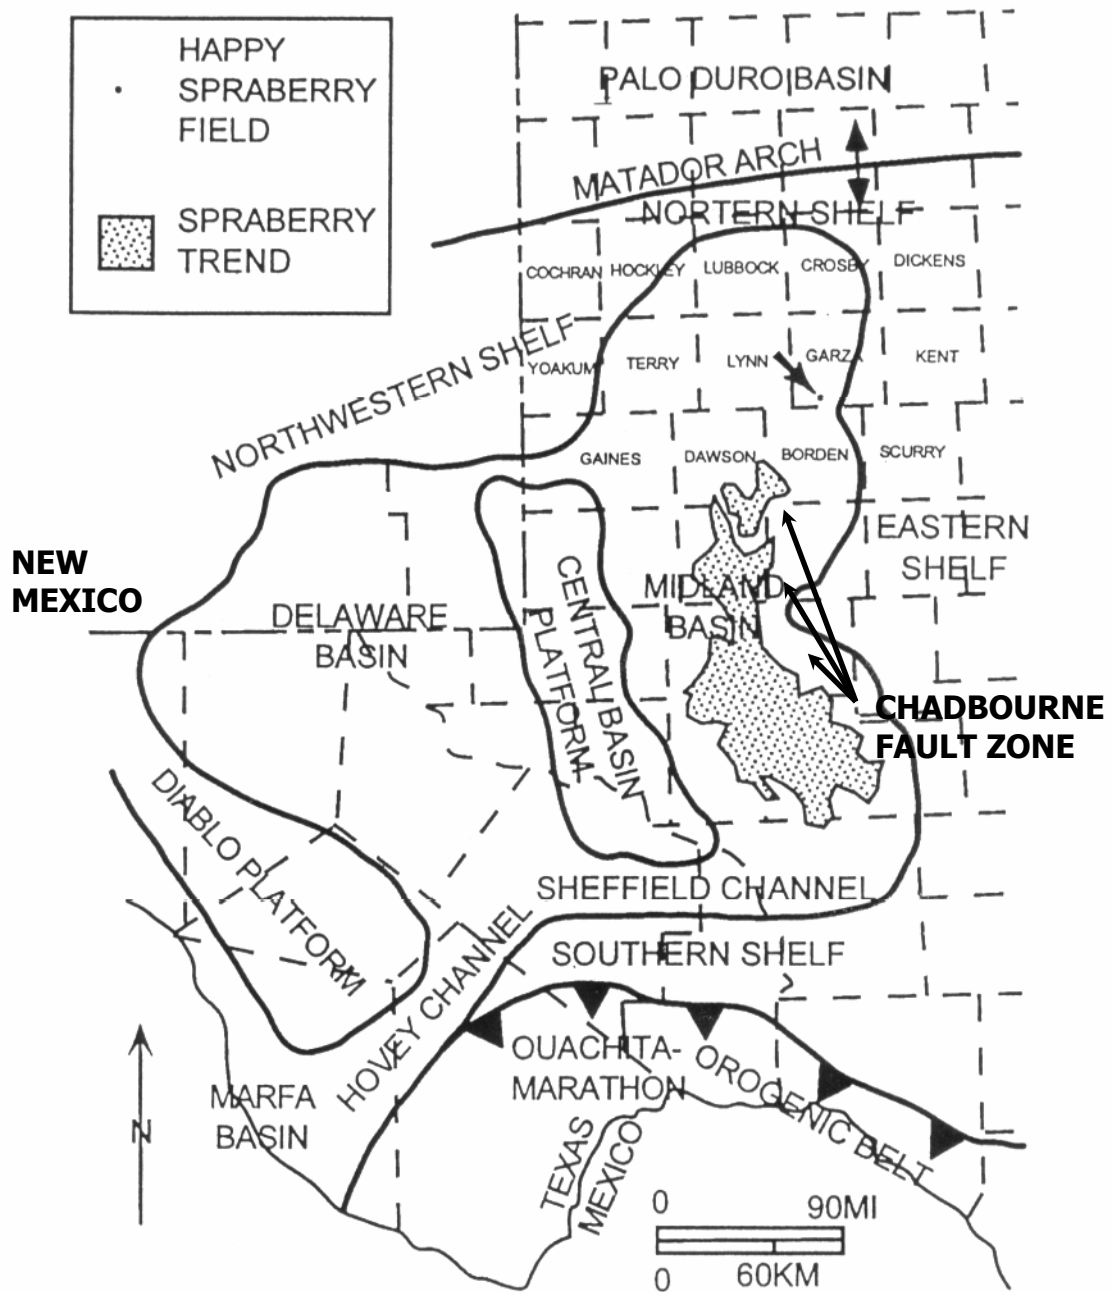 HAPPY
SPRABERRY
FIELD
SPRABERRY
TREND
PALO DURO BASIN
MATADOR ARCH
NORTERN SHELF
COCHRAN
HOCKLEY
LUBBOCK
CROSBY
DICKENS
NORTHWESTERN SHELF
YOAKUM
TERRY
LYNN
GARZA
KENT
GAINES
DAWSON
BORDEN
SCURRY
EASTERN
SHELF
NEW
MEXICO
DELAWARE
BASIN
CENTRAL BASIN
PLATFORM
MIDLAND
BASIN
CHADBOURNE
FAULT ZONE
DIABLO PLATFORM
SHEFFIELD CHANNEL
HOVEY CHANNEL
SOUTHERN SHELF
OUACHITA-
MARATHON
OROGENIC BELT
MARFA
BASIN
N
TEXAS
MEXICO
0
90MI
0
60KM